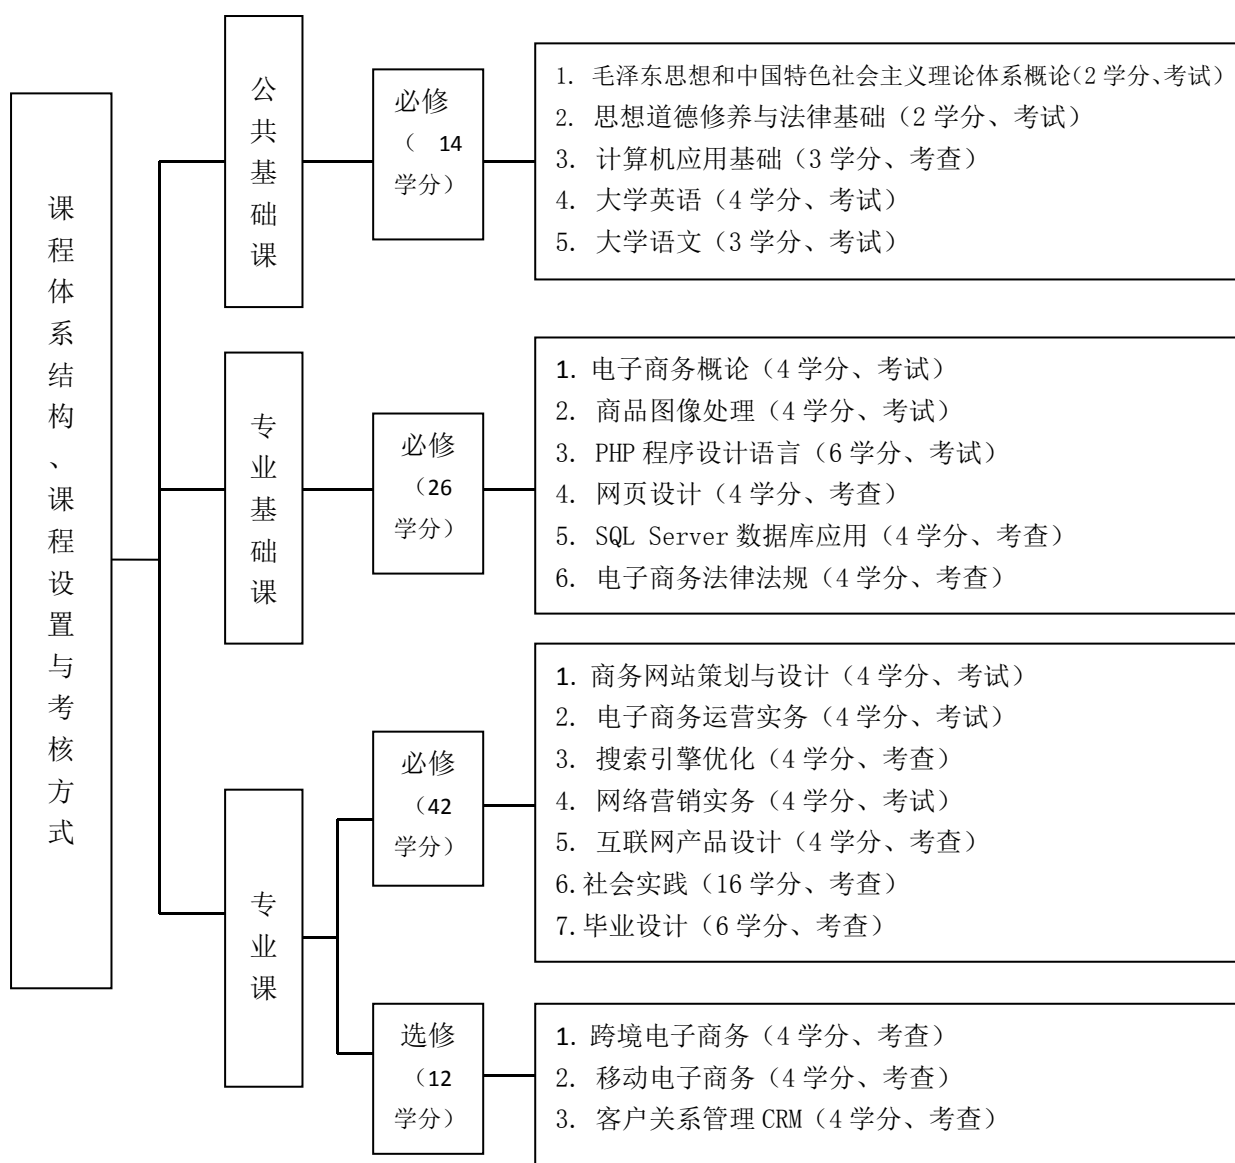 课程体系结构、课程设置与考核方式
公共基础课
必修
（ 14
学分）
1. 毛泽东思想和中国特色社会主义理论体系概论(2 学分、考试）
2. 思想道德修养与法律基础（2 学分、考试）
3. 计算机应用基础（3 学分、考查）
4. 大学英语（4 学分、考试）
5. 大学语文（3 学分、考试）
专业基础课
必修
（26
学分）
1. 电子商务概论（4 学分、考试）
2. 商品图像处理（4 学分、考试）
3. PHP 程序设计语言（6 学分、考试）
4. 网页设计（4 学分、考查）
5. SQL Server 数据库应用（4 学分、考查）
6. 电子商务法律法规（4 学分、考查）
专业课
必修
（42
学分）
1. 商务网站策划与设计（4 学分、考试）
2. 电子商务运营实务（4 学分、考试）
3. 搜索引擎优化（4 学分、考查）
4. 网络营销实务（4 学分、考试）
5. 互联网产品设计（4 学分、考查）
6.社会实践（16 学分、考查）
7.毕业设计（6 学分、考查）
选修
（12
学分）
1. 跨境电子商务（4 学分、考查）
2. 移动电子商务（4 学分、考查）
3. 客户关系管理 CRM（4 学分、考查）